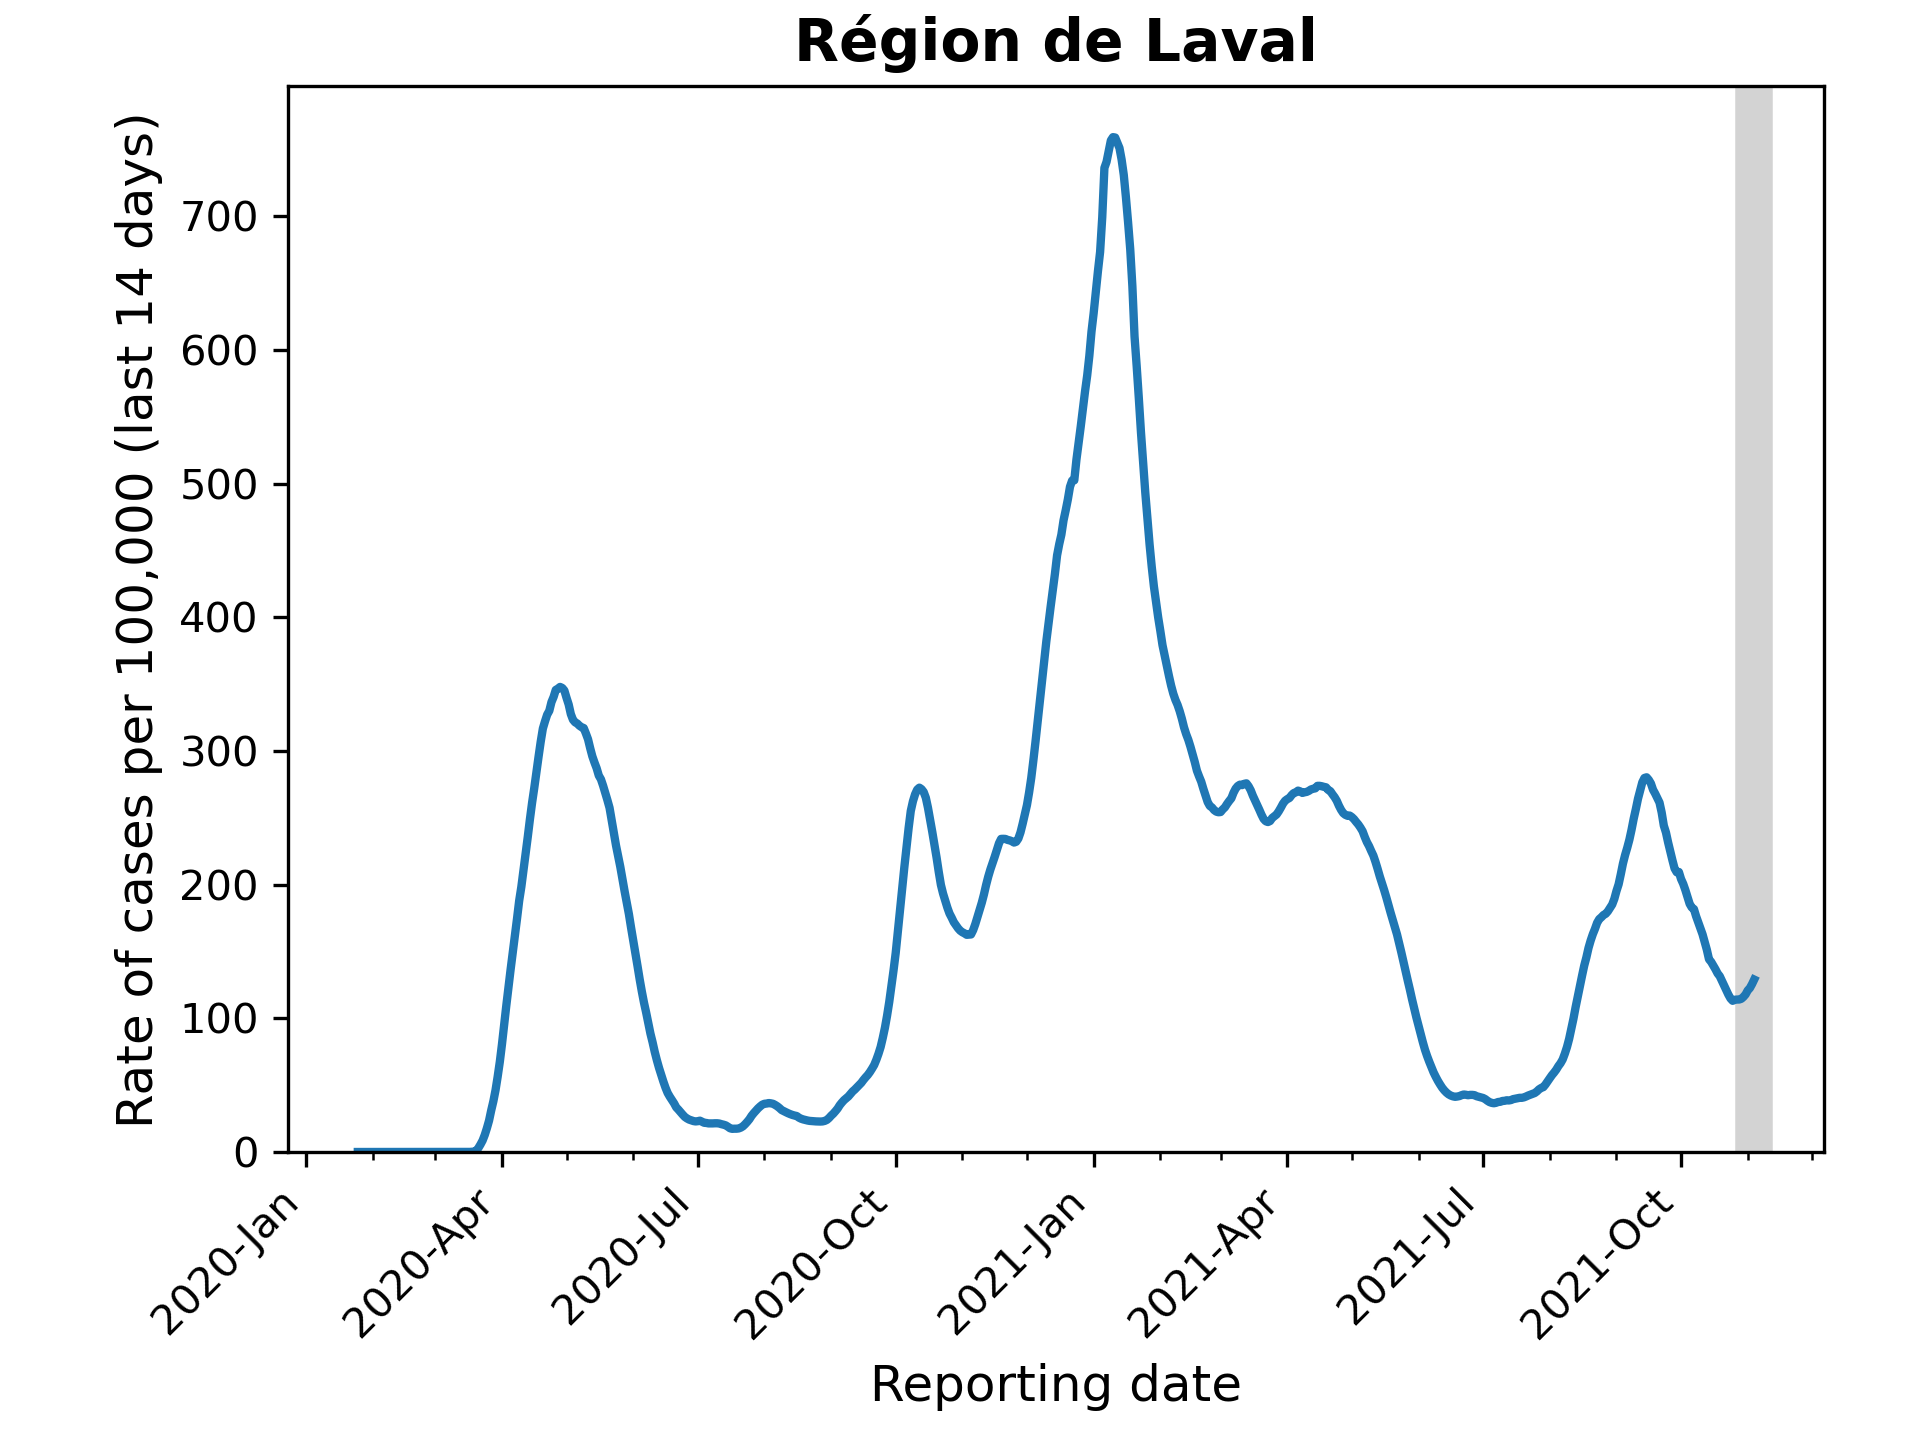 Région de Laval
Rate of cases per 100,000 (last 14 days)
700
600
500
400
300
200
100
0
2020-Jan
2020-Apr
2020-Jul
2020-Oct
2021-Jan
2021-Apr
2021-Jul
2021-Oct
Reporting date